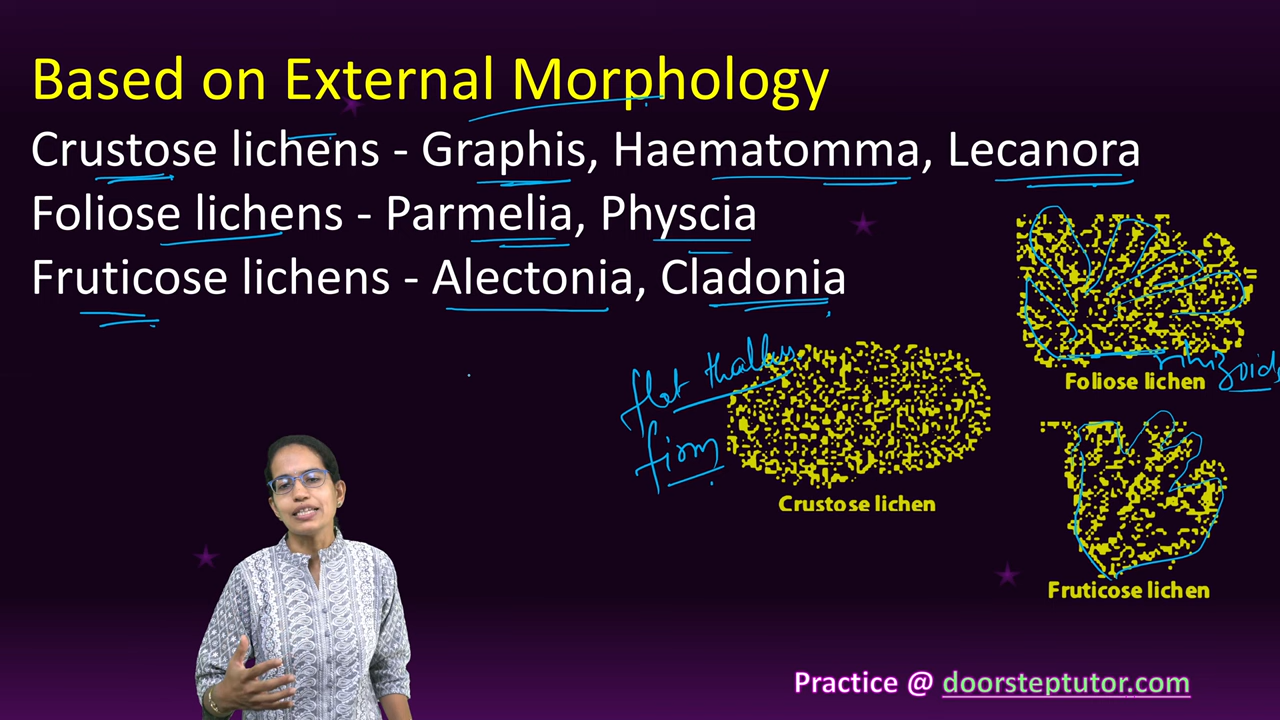 Based on External Morphology
Crustose lichens - Graphis, Haematomma, Lecanora
Foliose lichens - Parmelia, Physcia
Fruticose lichens - Alectonia, Cladonia
flat thallus
firm
rhizoids
Foliose lichen
Crustose lichen
Fruticose lichen
Practice @ doorsteptutor.com